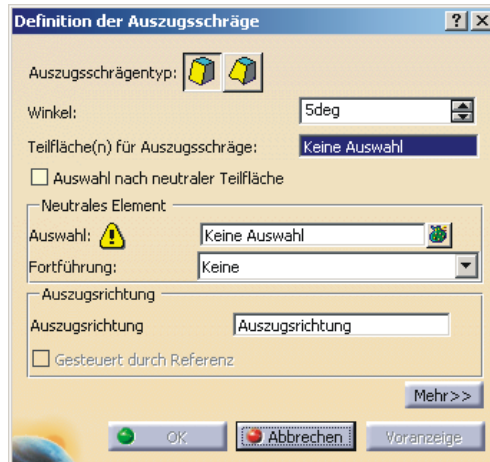 Definition der Auszugsschräge
Auszugsschrägentyp:
Winkel: 5deg
Teilfläche(n) für Auszugsschräge: Keine Auswahl
Auswahl nach neutraler Teilfläche
Neutrales Element
Auswahl: Keine Auswahl
Fortführung: Keine
Auszugsrichtung
Auszugsrichtung Auszugsrichtung
Gesteuert durch Referenz
Mehr>>
OK Abbrechen Voranzeige